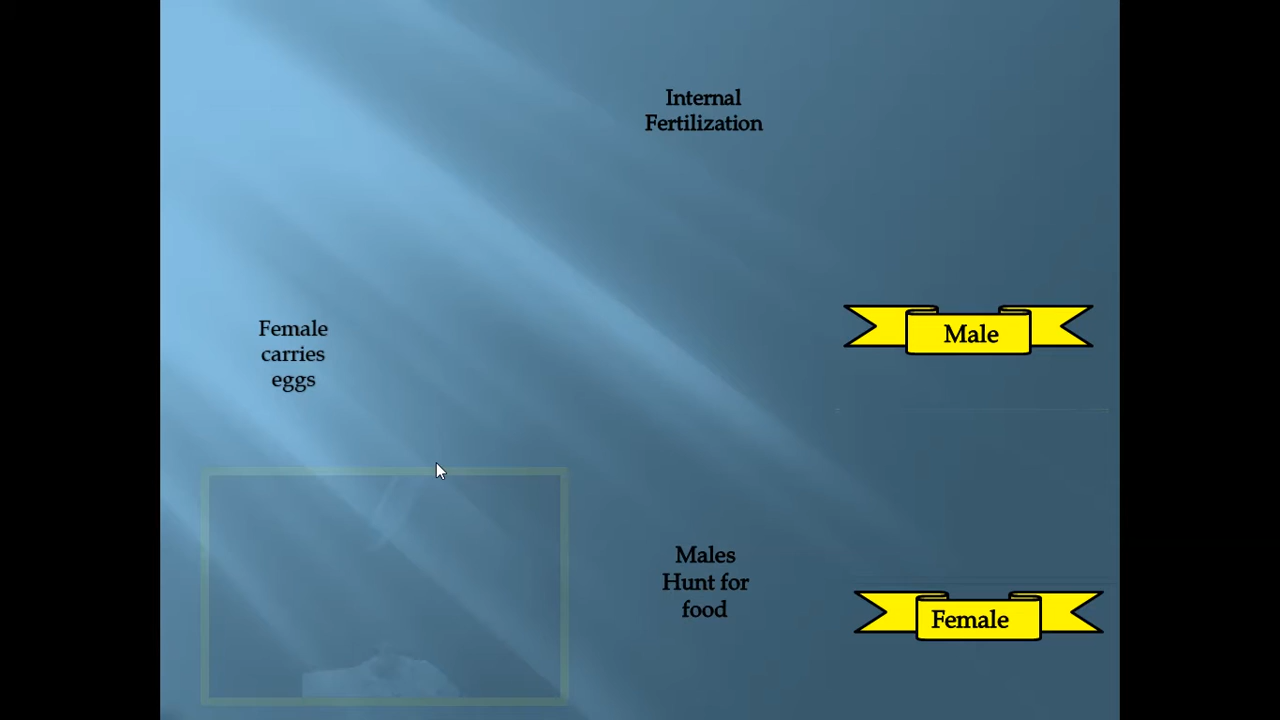 Internal
Fertilization
Male
Female
carries
eggs
Males
Hunt for
food
Female